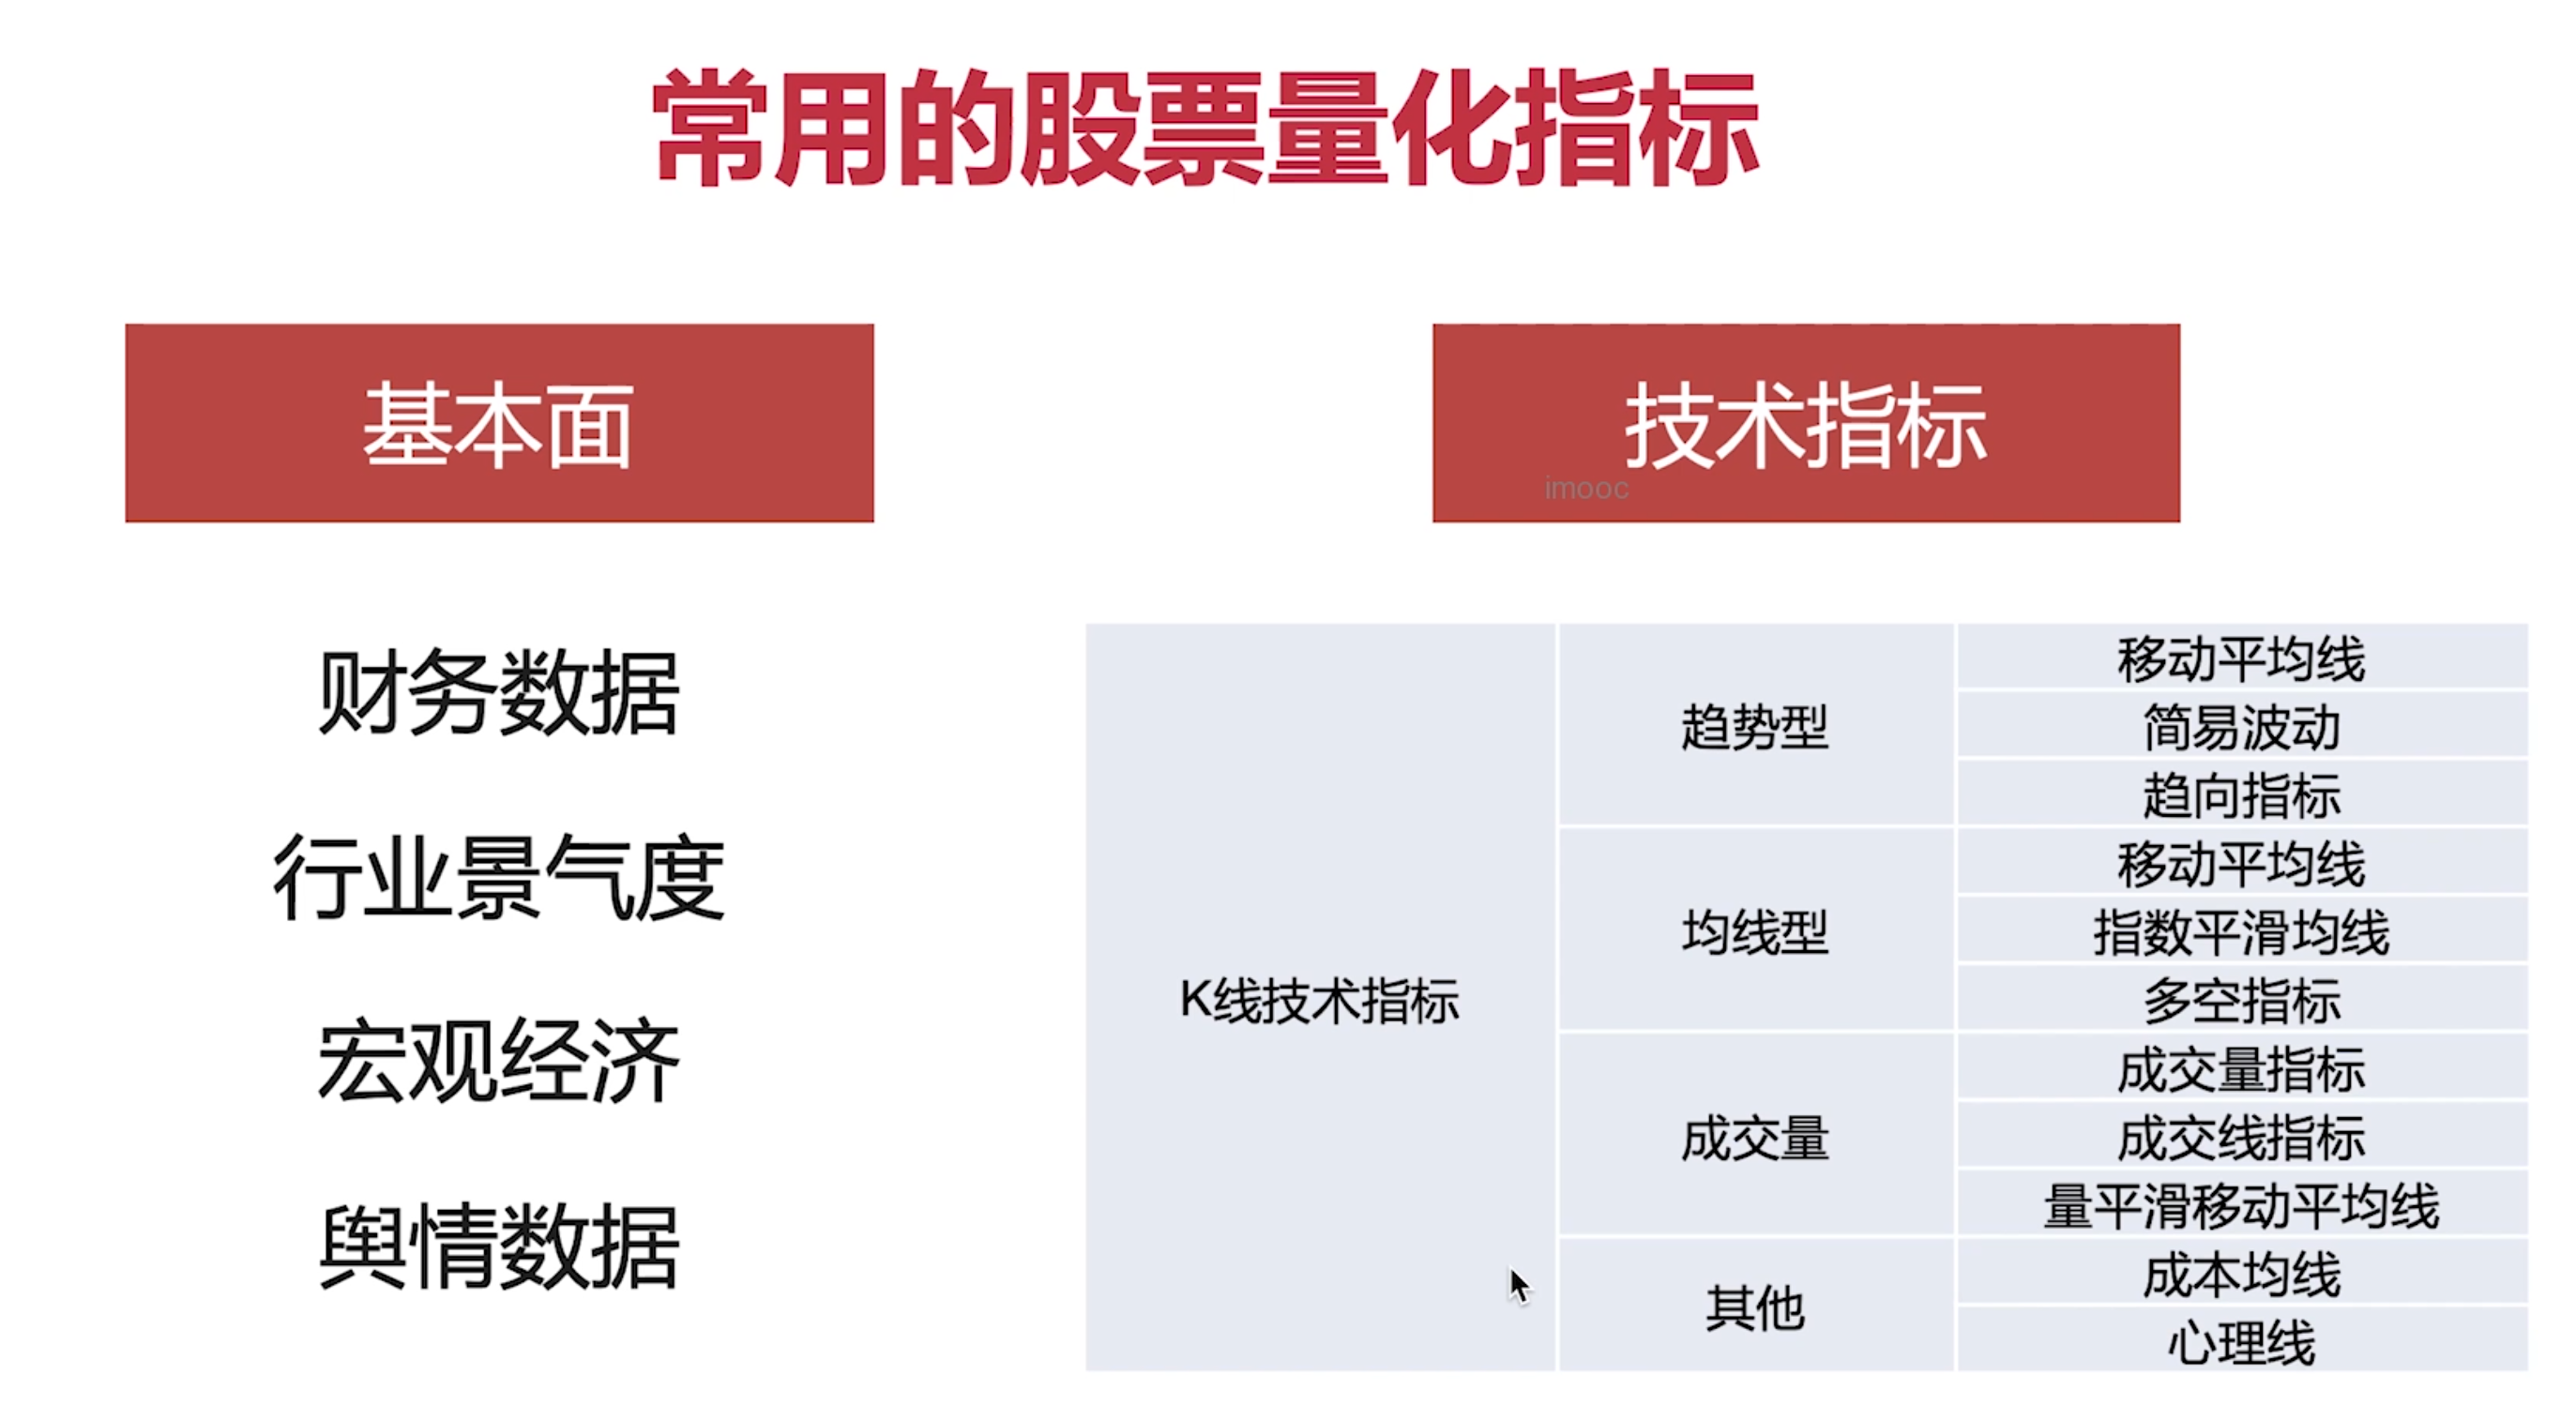 常用的股票量化指标
基本面
财务数据
行业景气度
宏观经济
舆情数据
技术指标
imooc
K线技术指标
趋势型
移动平均线
简易波动
趋向指标
均线型
移动平均线
指数平滑均线
多空指标
成交量
成交量指标
成交线指标
量平滑移动平均线
其他
成本均线
心理线